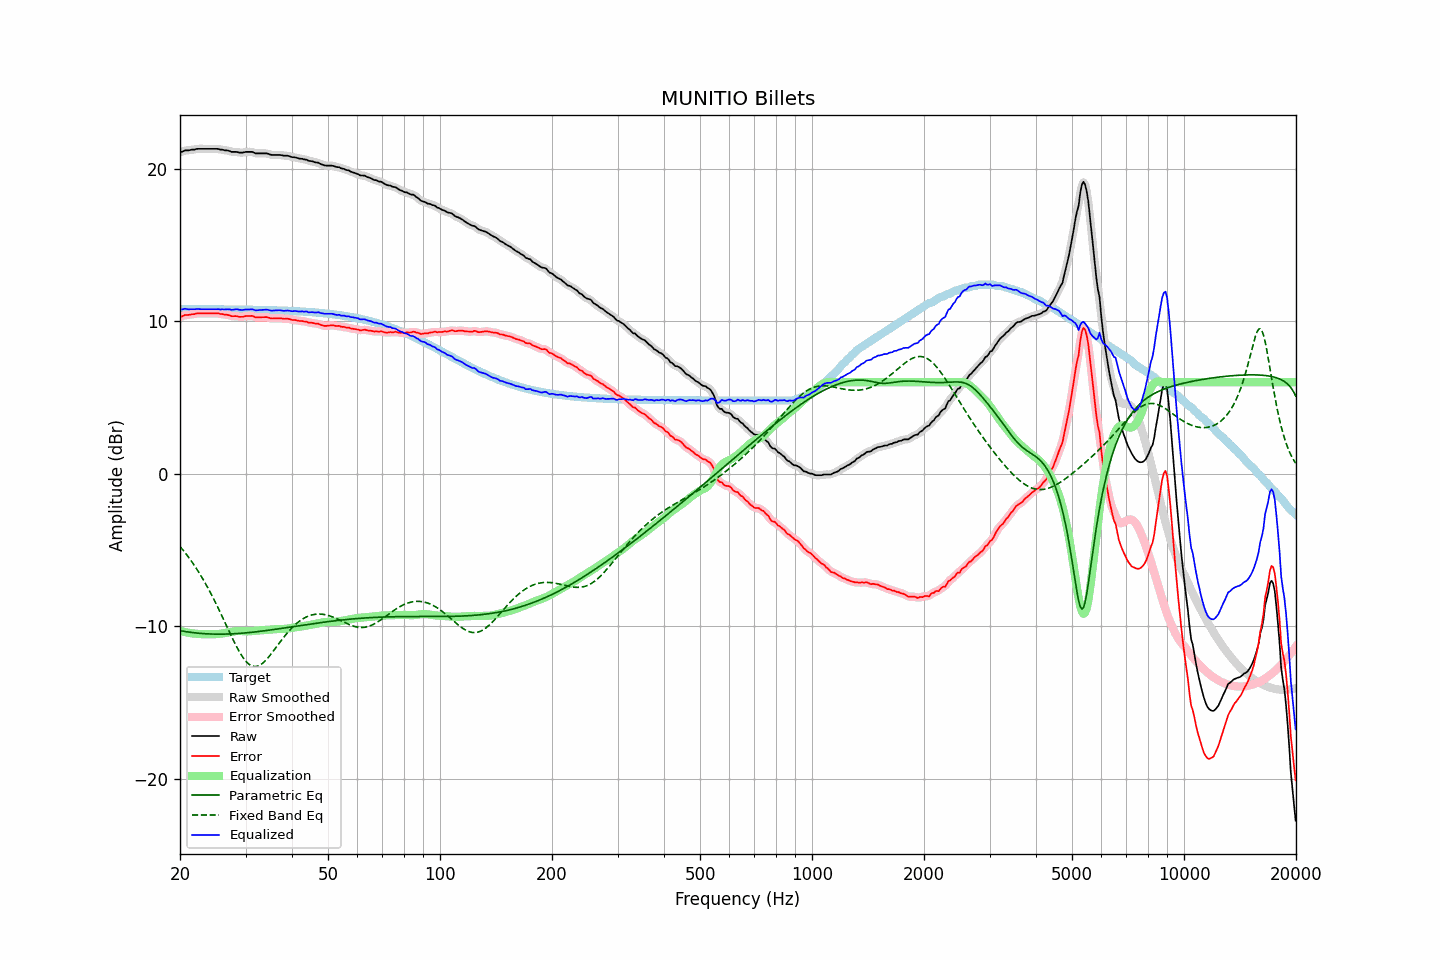 MUNITIO Billets
Amplitude (dBr)
20
10
0
−10
−20
Target
Raw Smoothed
Error Smoothed
Raw
Error
Equalization
Parametric Eq
Fixed Band Eq
Equalized
20 50 100 200 500 1000 2000 5000 10000 20000
Frequency (Hz)